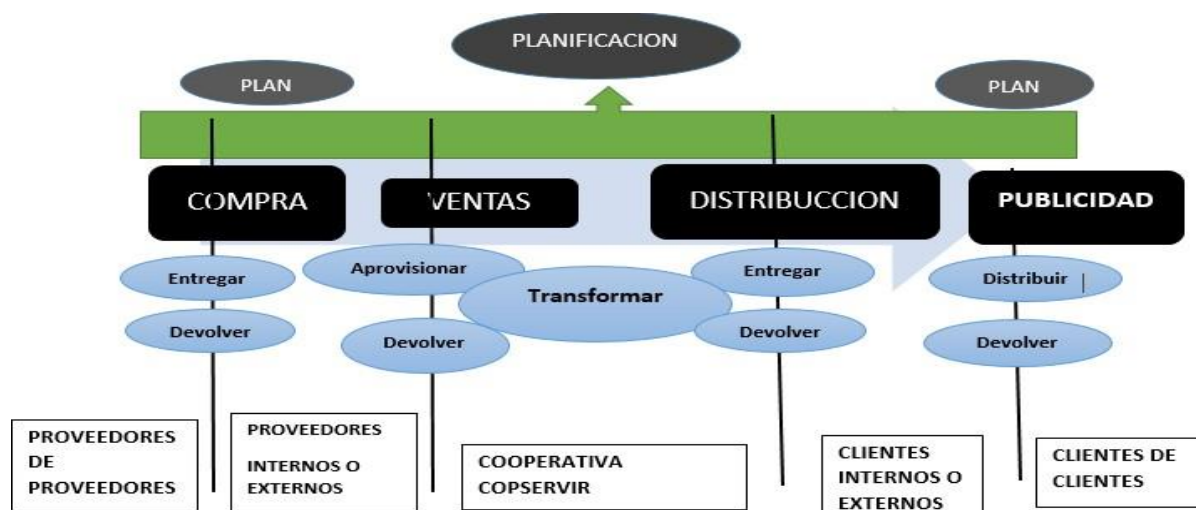 PLANIFICACION
PLAN
PLAN
COMPRA
VENTAS
DISTRIBUCCION
PUBLICIDAD
Entregar
Aprovisionar
Transformar
Entregar
Distribuir
Devolver
Devolver
Devolver
Devolver
PROVEEDORES
DE
PROVEEDORES
PROVEEDORES
INTERNOS O
EXTERNOS
COOPERATIVA
COPSERVIR
CLIENTES
INTERNOS O
EXTERNOS
CLIENTES DE
CLIENTES